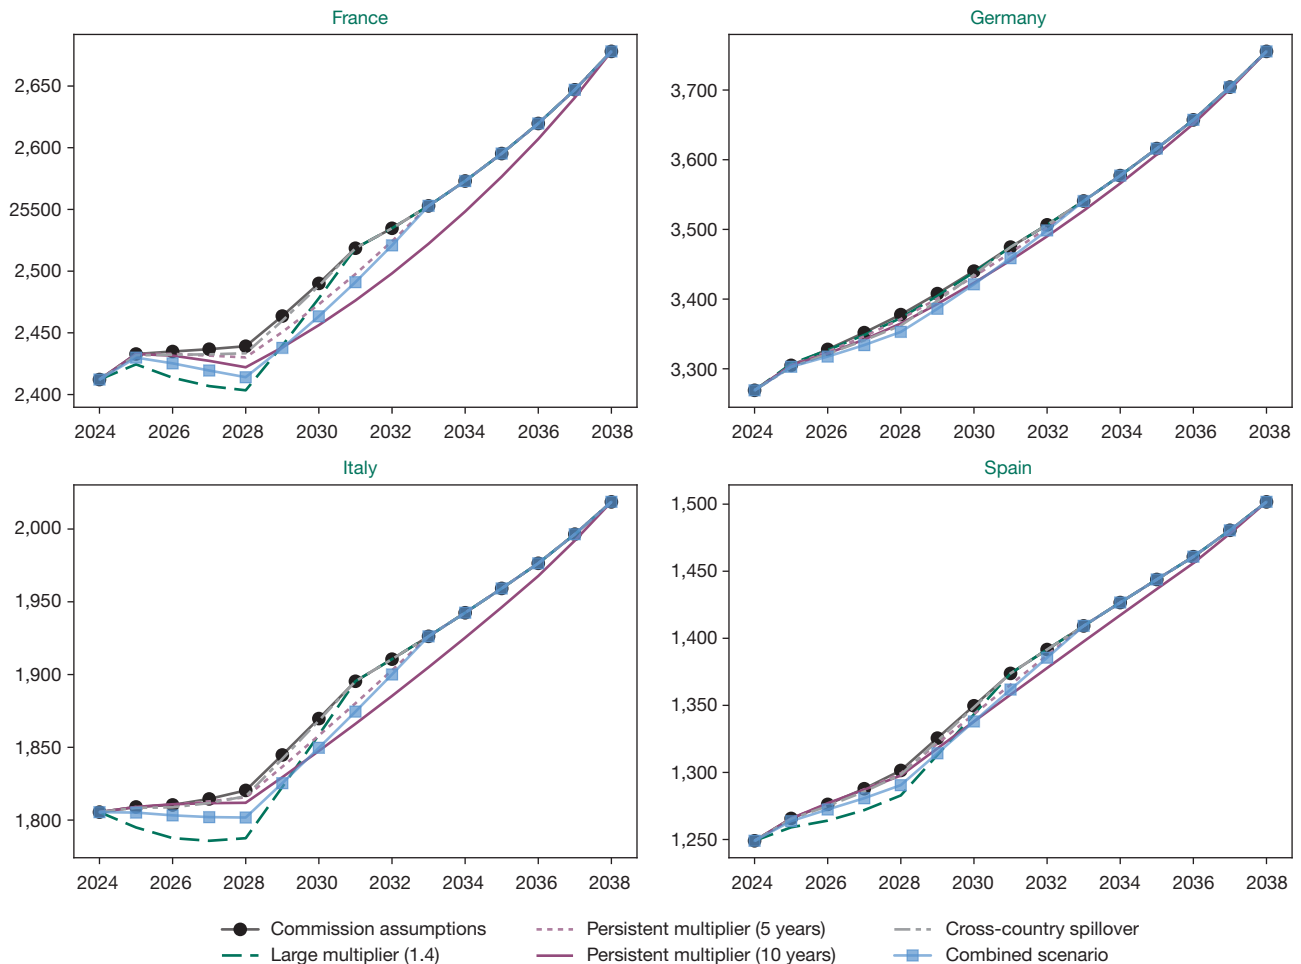 France
Germany
2,650
2,600
25500
2,500
2,450
2,400
3,700
3,600
3,500
3,400
3,300
2024 2026 2028 2030 2032 2034 2036 2038
2024 2026 2028 2030 2032 2034 2036 2038
Italy
Spain
2,000
1,950
1,900
1,850
1,800
1,500
1,450
1,400
1,350
1,300
1,250
2024 2026 2028 2030 2032 2034 2036 2038
2024 2026 2028 2030 2032 2034 2036 2038
Commission assumptions
Persistent multiplier (5 years)
Cross-country spillover
Large multiplier (1.4)
Persistent multiplier (10 years)
Combined scenario